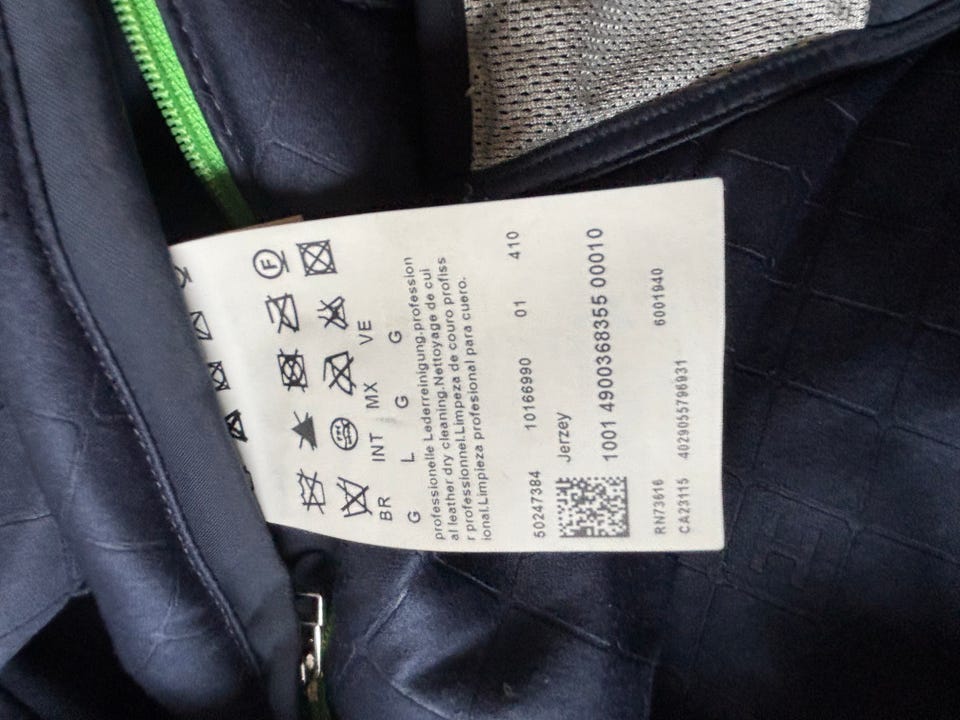 F
BR INT MX VE
G L G G
professionelle Lederreinigung.profession
al leather dry cleaning.Nettoyage de cui
r professionnel.Limpeza de couro profiss
ional.Limpieza profesional para cuero.
50247384 10166990 01 410
Jerzey
1001 4900368355 00010
RN73616 6001940
CA23115 4029055796931